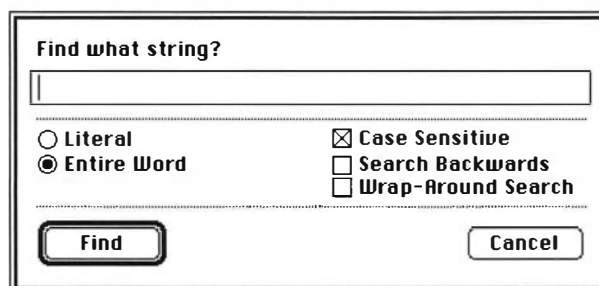 Find what string?
Literal
Case Sensitive
Entire Word
Search Backwards
Wrap-Around Search
Find
Cancel